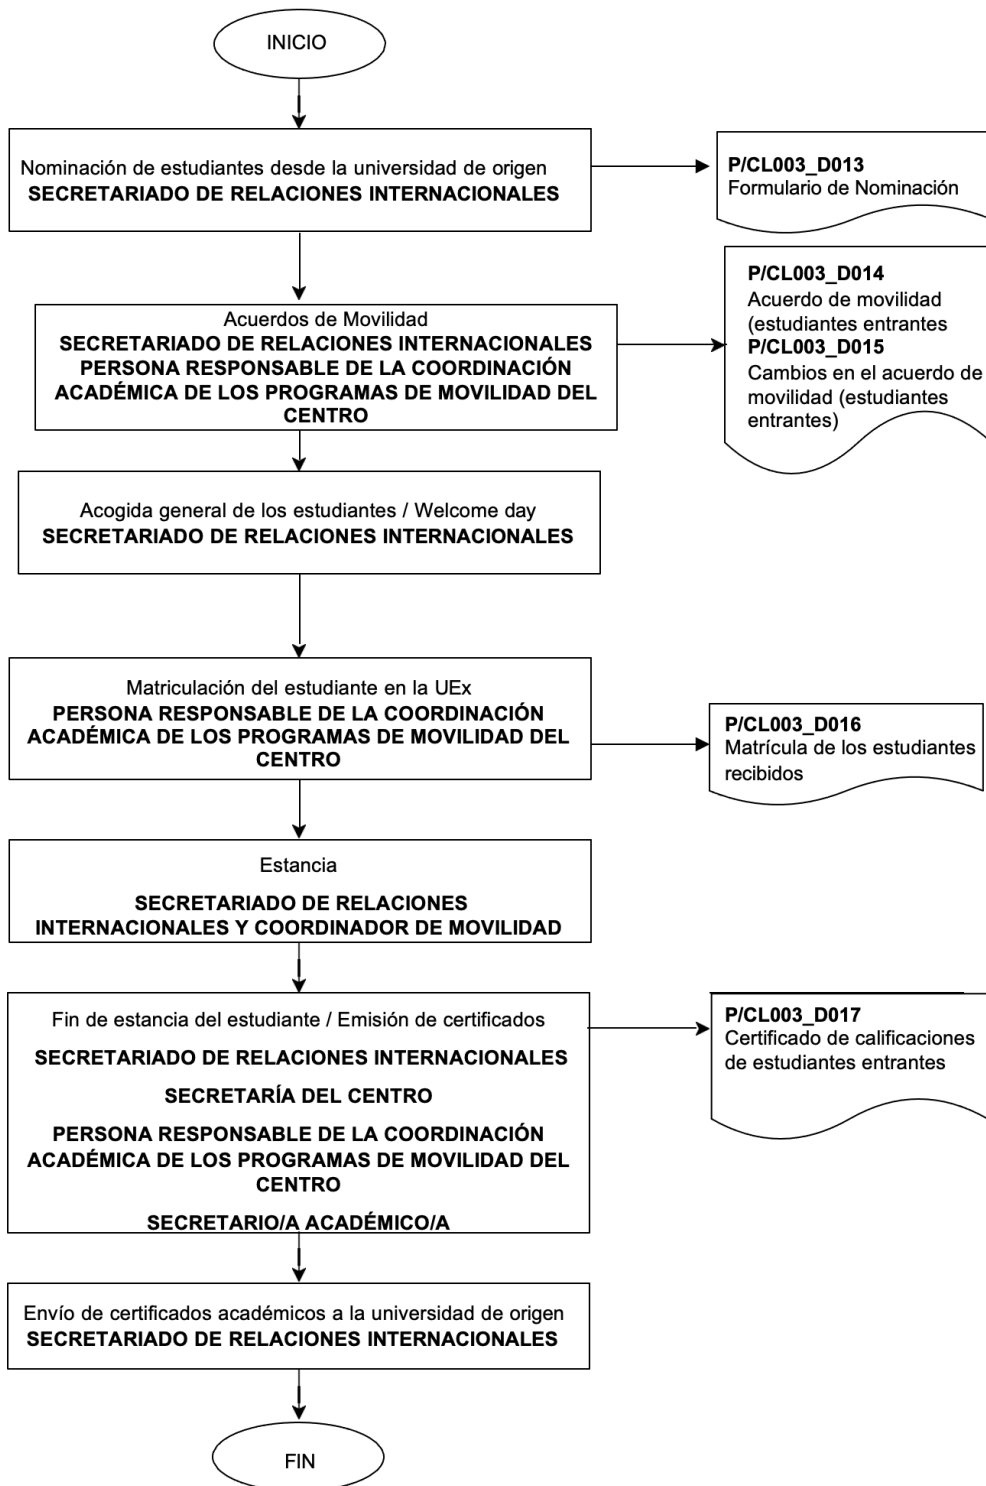 INICIO
Nominación de estudiantes desde la universidad de origen
SECRETARIADO DE RELACIONES INTERNACIONALES
P/CL003_D013
Formulario de Nominación
Acuerdos de Movilidad
SECRETARIADO DE RELACIONES INTERNACIONALES
PERSONA RESPONSABLE DE LA COORDINACIÓN
ACADÉMICA DE LOS PROGRAMAS DE MOVILIDAD DEL
CENTRO
P/CL003_D014
Acuerdo de movilidad
(estudiantes entrantes
P/CL003_D015
Cambios en el acuerdo de
movilidad (estudiantes
entrantes)
Acogida general de los estudiantes / Welcome day
SECRETARIADO DE RELACIONES INTERNACIONALES
Matriculación del estudiante en la UEx
PERSONA RESPONSABLE DE LA COORDINACIÓN
ACADÉMICA DE LOS PROGRAMAS DE MOVILIDAD DEL
CENTRO
P/CL003_D016
Matrícula de los estudiantes
recibidos
Estancia
SECRETARIADO DE RELACIONES
INTERNACIONALES Y COORDINADOR DE MOVILIDAD
Fin de estancia del estudiante / Emisión de certificados
SECRETARIADO DE RELACIONES INTERNACIONALES
SECRETARÍA DEL CENTRO
PERSONA RESPONSABLE DE LA COORDINACIÓN
ACADÉMICA DE LOS PROGRAMAS DE MOVILIDAD DEL
CENTRO
SECRETARIO/A ACADÉMICO/A
P/CL003_D017
Certificado de calificaciones
de estudiantes entrantes
Envío de certificados académicos a la universidad de origen
SECRETARIADO DE RELACIONES INTERNACIONALES
FIN